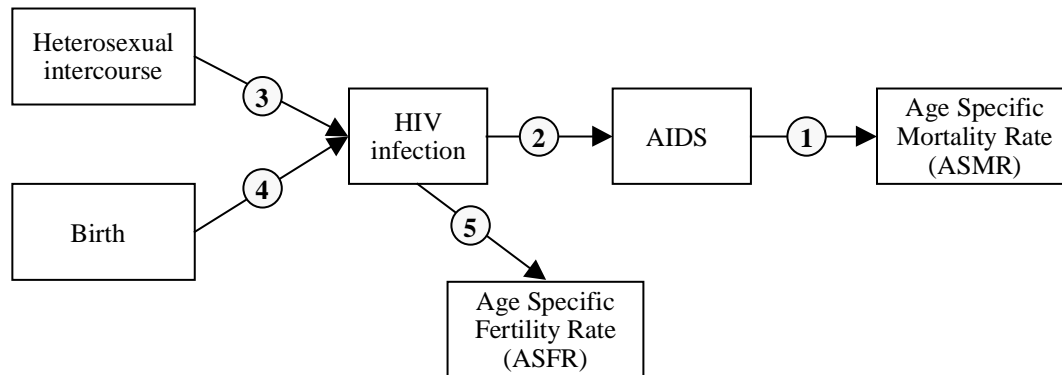 Heterosexual
intercourse
3
HIV
infection
2
AIDS
1
Age Specific
Mortality Rate
(ASMR)
4
Birth
5
Age Specific
Fertility Rate
(ASFR)